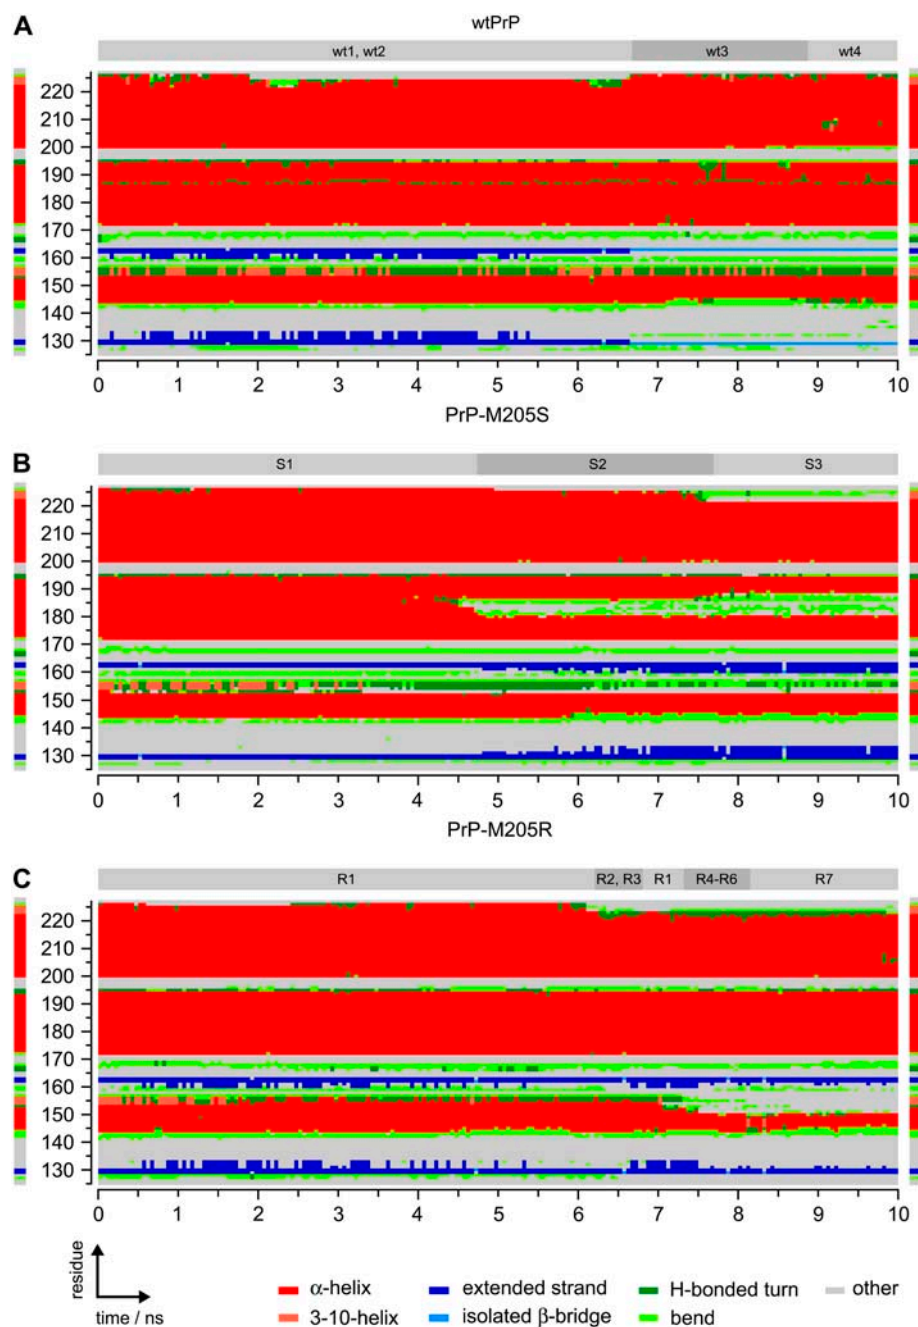 A
wtPrP
wt1, wt2 wt3 wt4
220
210
200
190
180
170
160
150
140
130
0 1 2 3 4 5 6 7 8 9 10
PrP-M205S
B
S1 S2 S3
220
210
200
190
180
170
160
150
140
130
0 1 2 3 4 5 6 7 8 9 10
PrP-M205R
C
R1 R2, R3 R1 R4-R6 R7
220
210
200
190
180
170
160
150
140
130
0 1 2 3 4 5 6 7 8 9 10
residue
time / ns
α-helix extended strand H-bonded turn other
3-10-helix isolated β-bridge bend